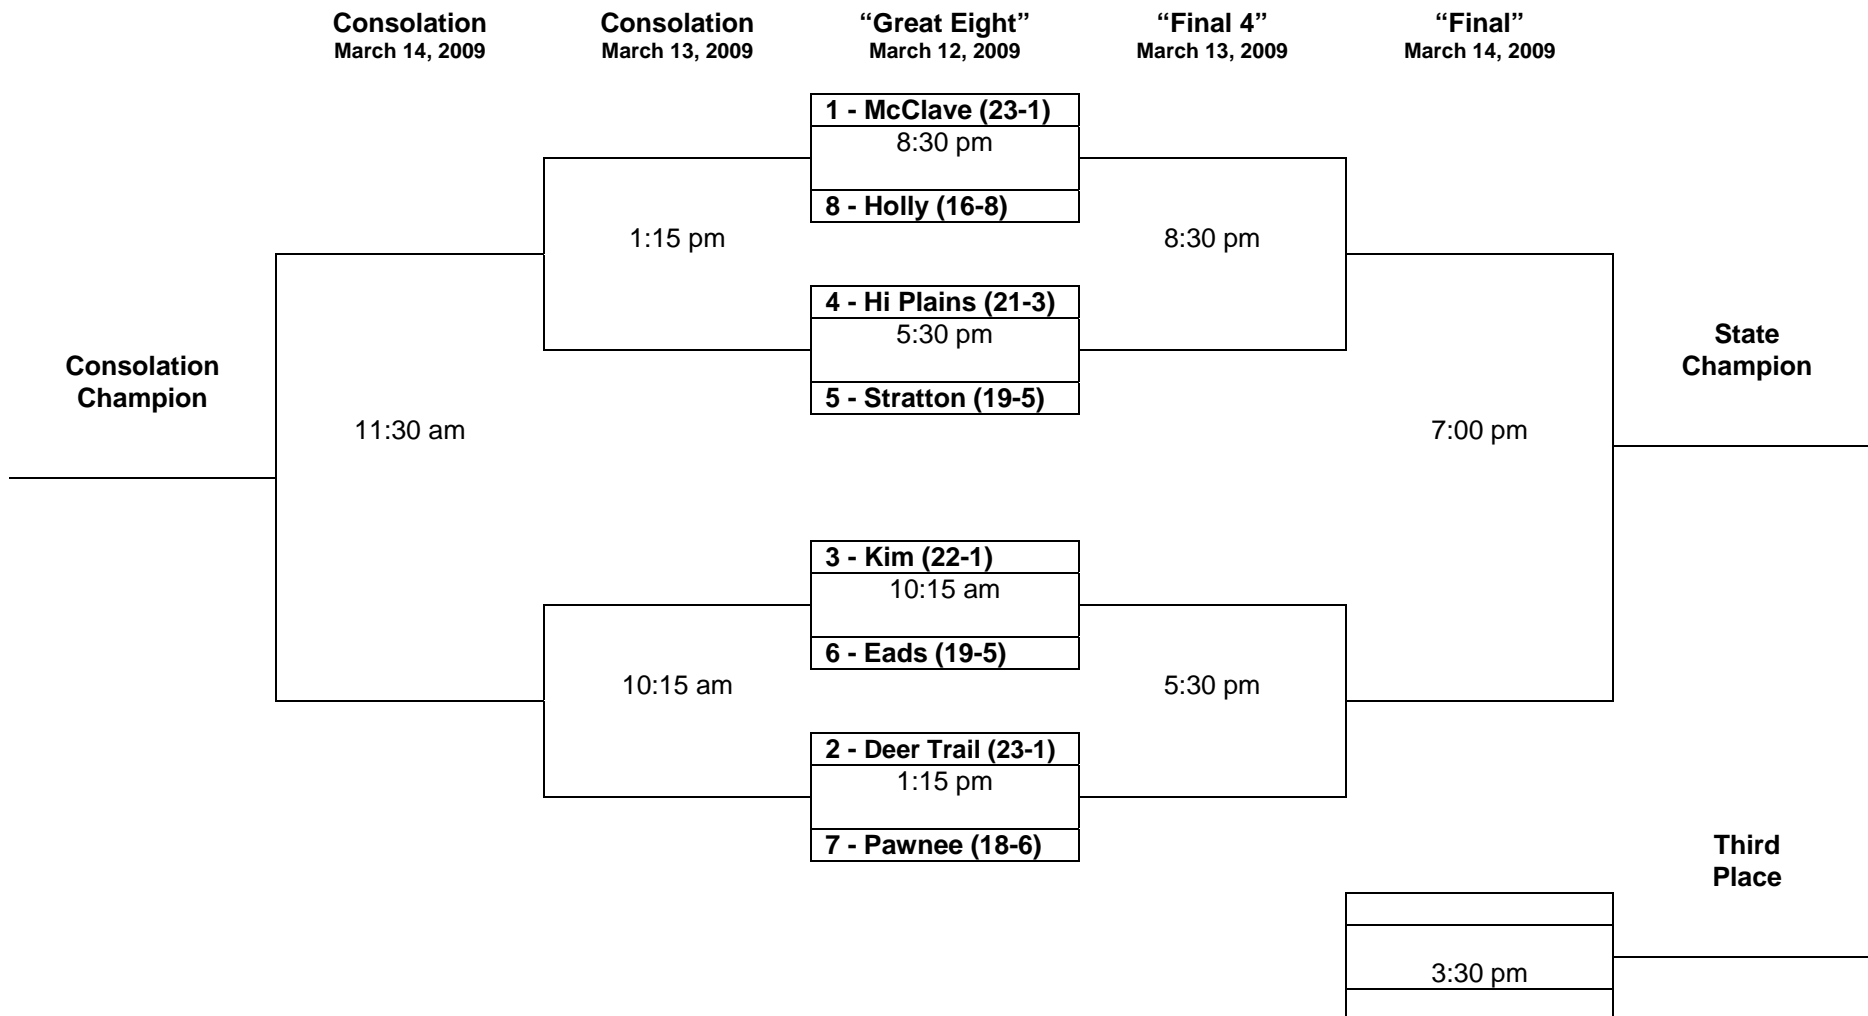 Consolation
March 14, 2009
Consolation
March 13, 2009
“Great Eight”
March 12, 2009
“Final 4”
March 13, 2009
“Final”
March 14, 2009
1 - McClave (23-1)
8:30 pm
8 - Holly (16-8)
1:15 pm
8:30 pm
4 - Hi Plains (21-3)
5:30 pm
5 - Stratton (19-5)
State
Champion
Consolation
Champion
11:30 am
7:00 pm
3 - Kim (22-1)
10:15 am
6 - Eads (19-5)
10:15 am
5:30 pm
2 - Deer Trail (23-1)
1:15 pm
7 - Pawnee (18-6)
Third
Place
3:30 pm